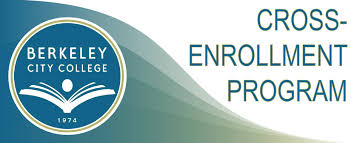 BERKELEY
CITY COLLEGE
1974
CROSS-
ENROLLMENT
PROGRAM